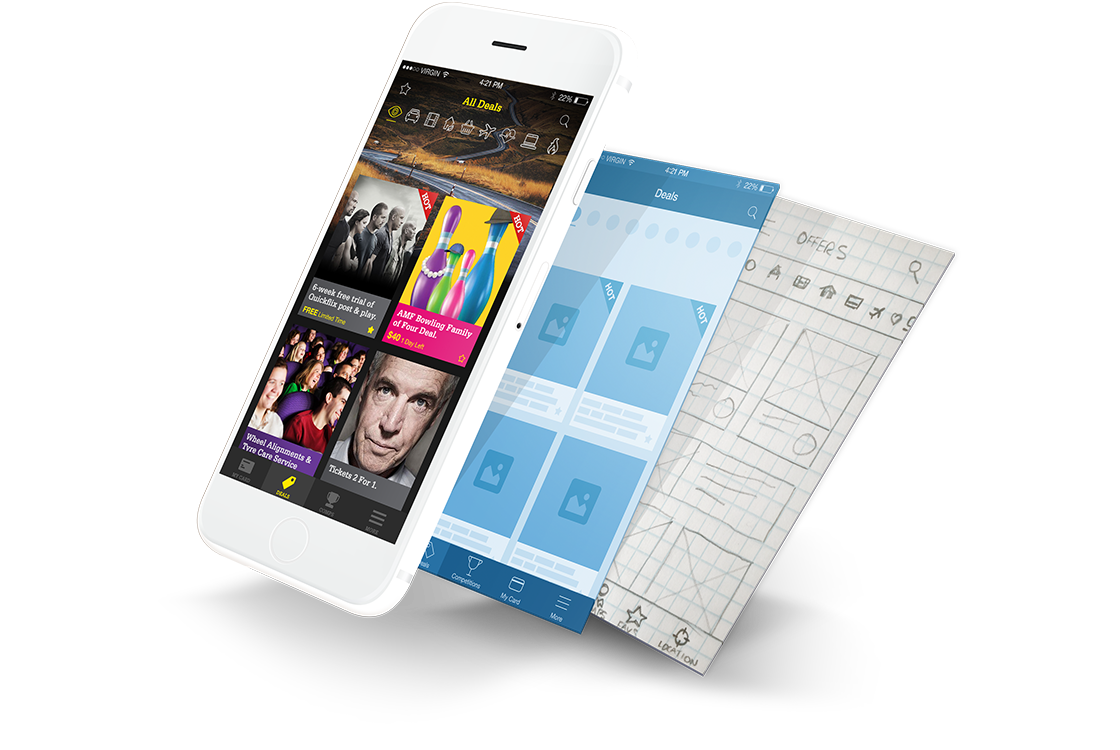 VIRGIN
4:21 PM
22%
All Deals
HOT
HOT
6-week free trial of
Quickflix post & play.
FREE Limited Time
AMF Bowling Family
of Four Deal.
$40 1 Day Left
Wheel Alignments &
Tyre Care Service
Tickets 2 For 1.
MY CARD
DEALS
COMPS
MORE
VIRGIN
4:21 PM
22%
Deals
HOT
HOT
Competitions
My Card
More
OFFERS
FAVS
LOCATION